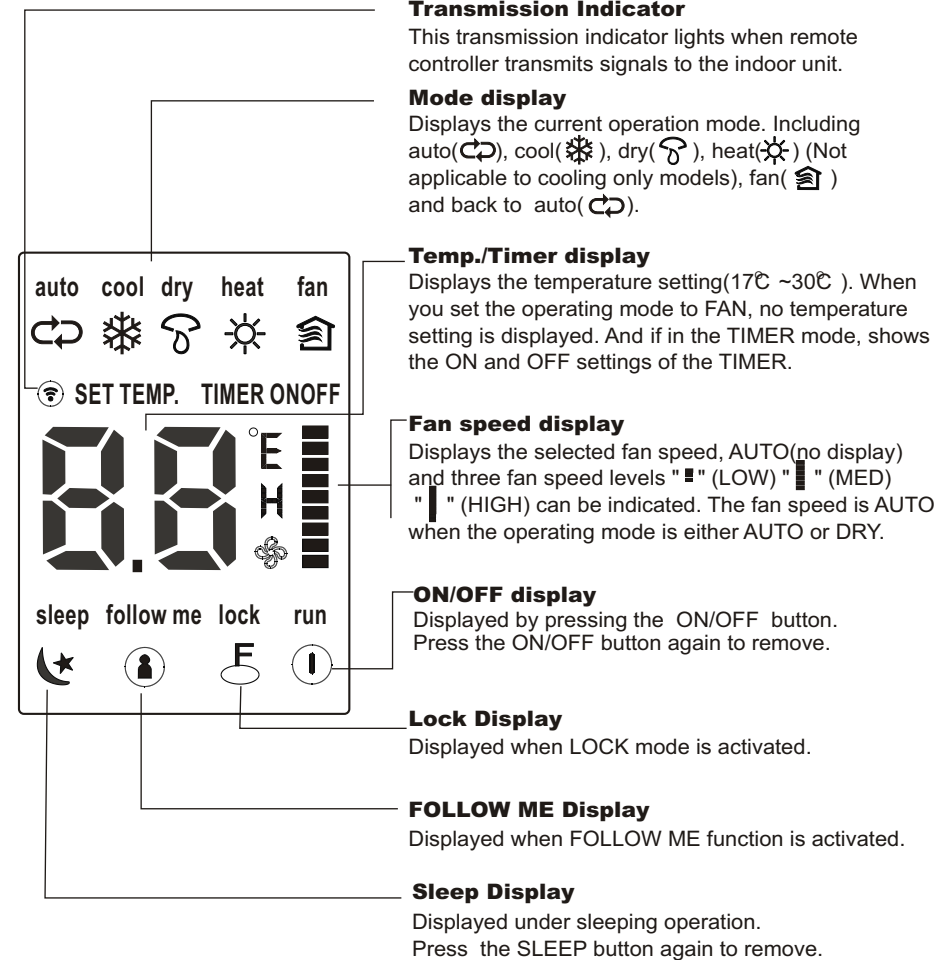 Transmission Indicator
This transmission indicator lights when remote
controller transmits signals to the indoor unit.
Mode display
Displays the current operation mode. Including
auto( ), cool( ), dry( ), heat( ) (Not
applicable to cooling only models), fan( )
and back to auto( ).
Temp./Timer display
Displays the temperature setting(17℃ ~30℃ ). When
you set the operating mode to FAN, no temperature
setting is displayed. And if in the TIMER mode, shows
the ON and OFF settings of the TIMER.
Fan speed display
Displays the selected fan speed, AUTO(no display)
and three fan speed levels " " (LOW) " " (MED)
" " (HIGH) can be indicated. The fan speed is AUTO
when the operating mode is either AUTO or DRY.
ON/OFF display
Displayed by pressing the ON/OFF button.
Press the ON/OFF button again to remove.
Lock Display
Displayed when LOCK mode is activated.
FOLLOW ME Display
Displayed when FOLLOW ME function is activated.
Sleep Display
Displayed under sleeping operation.
Press the SLEEP button again to remove.
auto cool dry heat fan
SET TEMP. TIMER ONOFF
8.8 °E
H
sleep follow me lock run
F